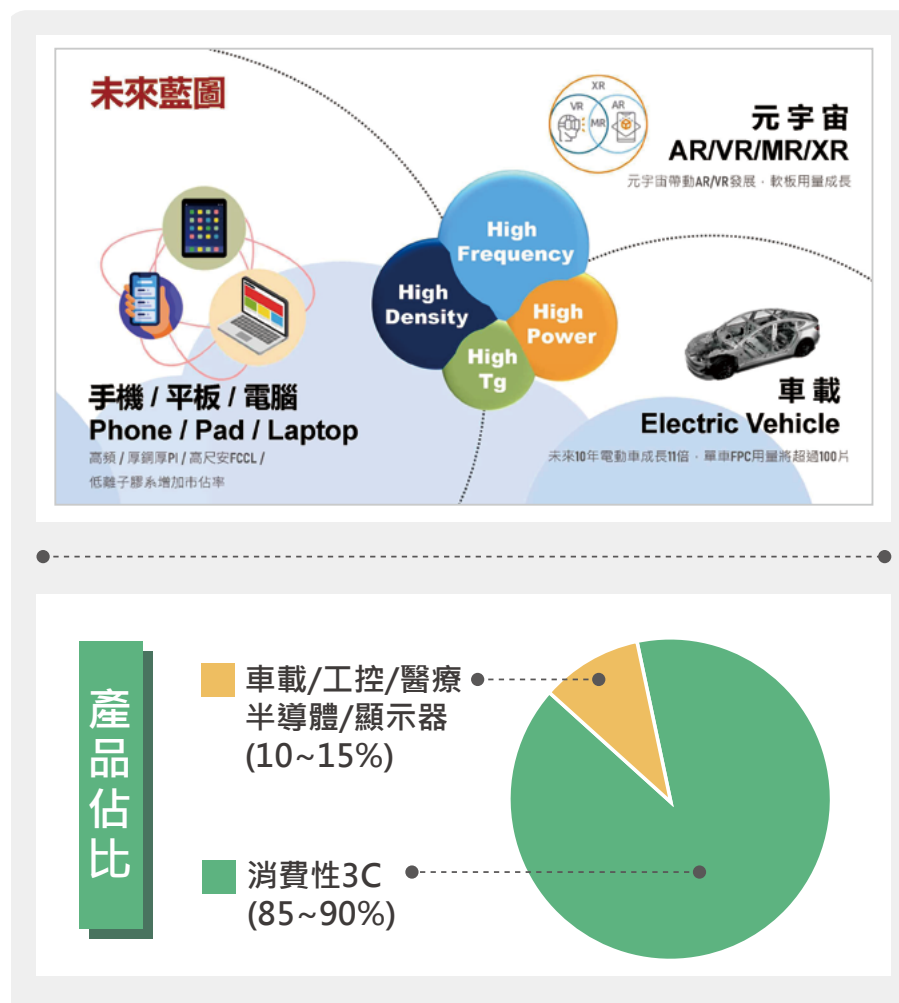 未來藍圖
XR
VR
AR
MR
元宇宙
AR/VR/MR/XR
元宇宙帶動AR/VR發展，軟板用量成長
High
Frequency
High
Density
High
Power
High
Tg
手機 / 平板 / 電腦
Phone / Pad / Laptop
高頻 / 厚銅厚PI / 高尺安FCCL /
低離子膠系增加市佔率
車載
Electric Vehicle
未來10年電動車成長11倍，單車FPC用量將超過100片
產品佔比
車載/工控/醫療
半導體/顯示器
(10~15%)
消費性3C
(85~90%)